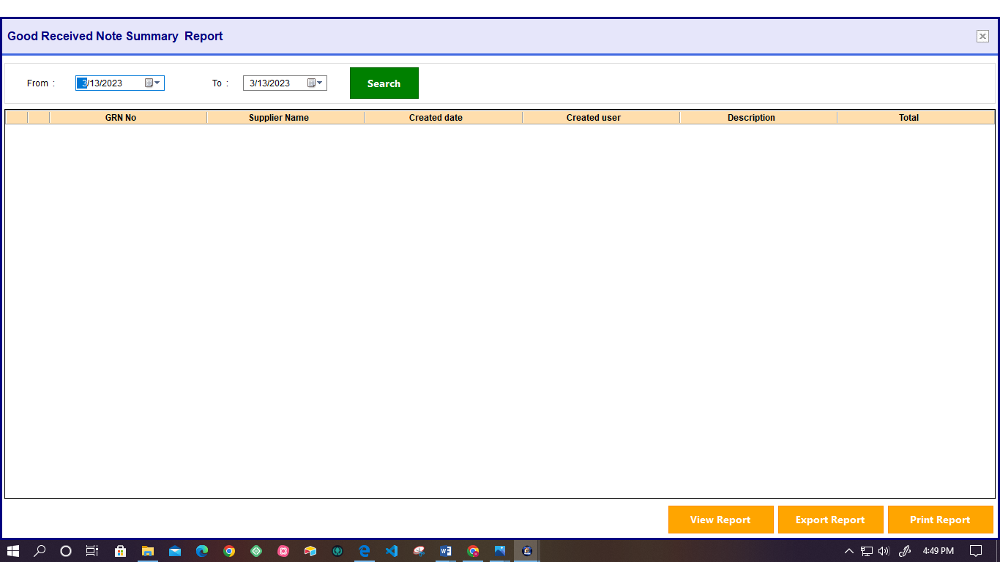 Good Received Note Summary  Report
From :  3/13/2023  To :  3/13/2023  Search
GRN No  Supplier Name  Created date  Created user  Description  Total
View Report  Export Report  Print Report
4:49 PM